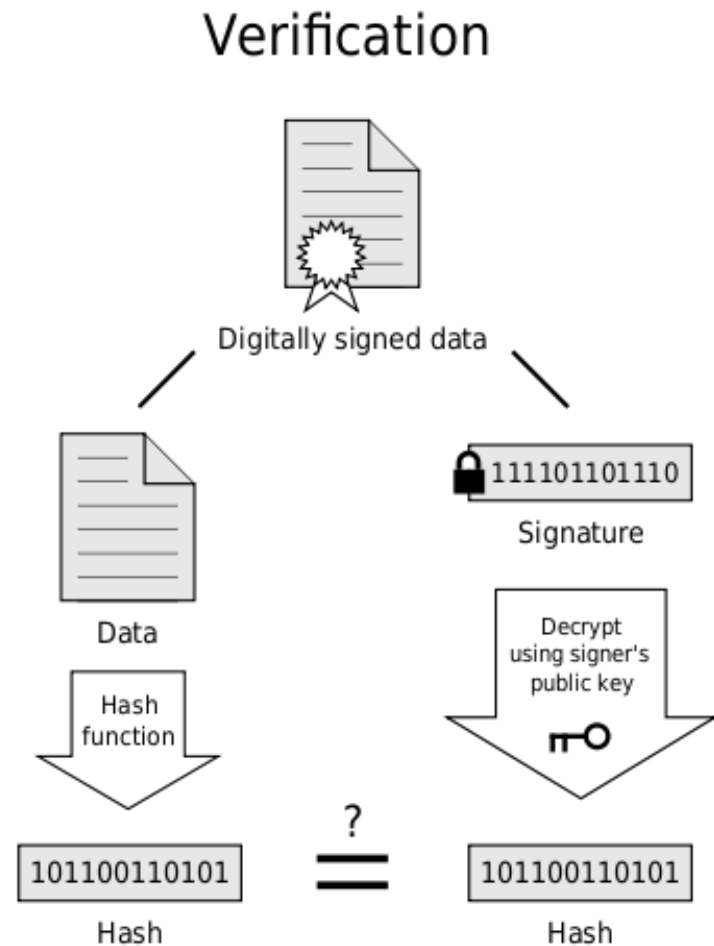 Verification
Digitally signed data
111101101110
Signature
Data
Decrypt
using signer's
public key
Hash
function
?
101100110101
101100110101
Hash
Hash